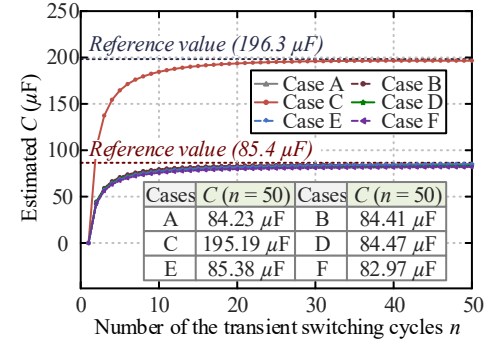 250
200
150
100
50
0
Estimated C (µF)
Reference value (196.3 µF)
Case A Case B
Case C Case D
Case E Case F
Reference value (85.4 µF)
Cases C (n = 50) Cases C (n = 50)
A 84.23 µF B 84.41 µF
C 195.19 µF D 84.47 µF
E 85.38 µF F 82.97 µF
0 10 20 30 40 50
Number of the transient switching cycles n